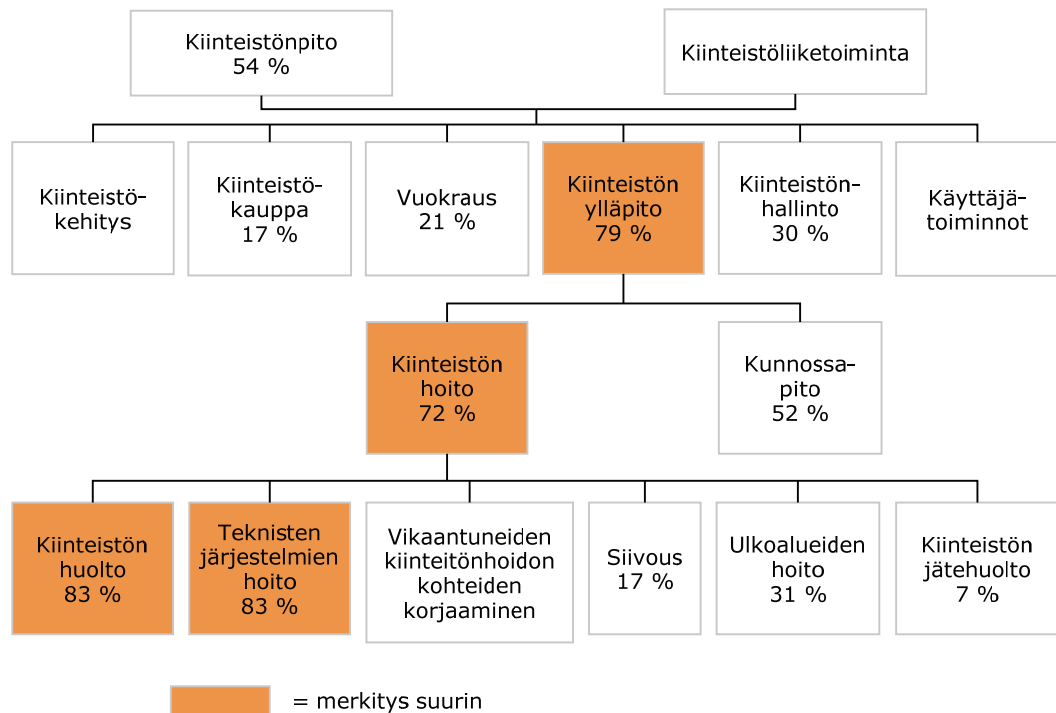 Kiinteistönpito
54 %
Kiinteistöliiketoiminta
Kiinteistö-
kehitys
Kiinteistö-
kauppa
17 %
Vuokraus
21 %
Kiinteistön
ylläpito
79 %
Kiinteistön-
hallinto
30 %
Käyttäjä-
toiminnot
Kiinteistön
hoito
72 %
Kunnossa-
pito
52 %
Kiinteistön
huolto
83 %
Teknisten
järjestelmien
hoito
83 %
Vikaantuneiden
kiinteitönhoidon
kohteiden
korjaaminen
Siivous
17 %
Ulkoalueiden
hoito
31 %
Kiinteistön
jätehuolto
7 %
= merkitys suurin